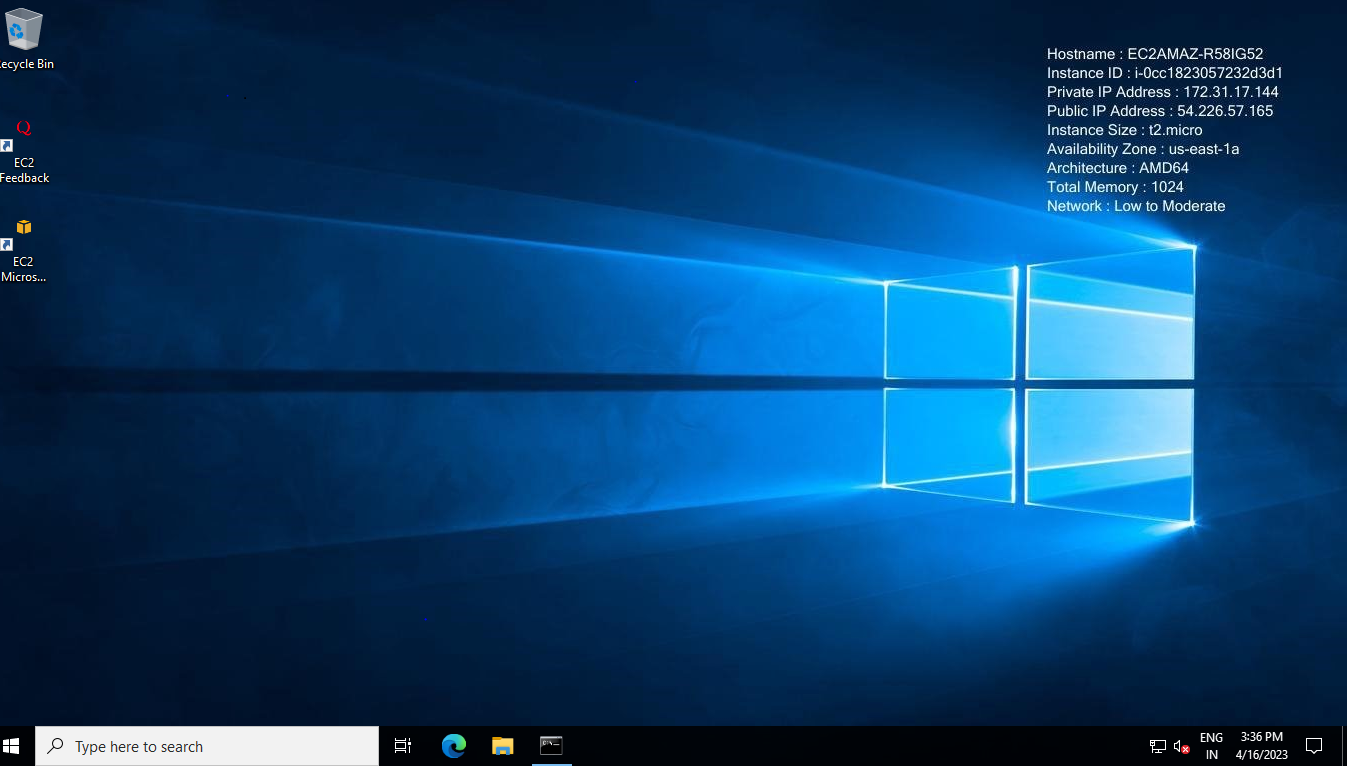 ecycle Bin
EC2
Feedback
EC2
Micros...
Hostname : EC2AMAZ-R58IG52
Instance ID : i-0cc1823057232d3d1
Private IP Address : 172.31.17.144
Public IP Address : 54.226.57.165
Instance Size : t2.micro
Availability Zone : us-east-1a
Architecture : AMD64
Total Memory : 1024
Network : Low to Moderate
Type here to search
ENG
IN
3:36 PM
4/16/2023